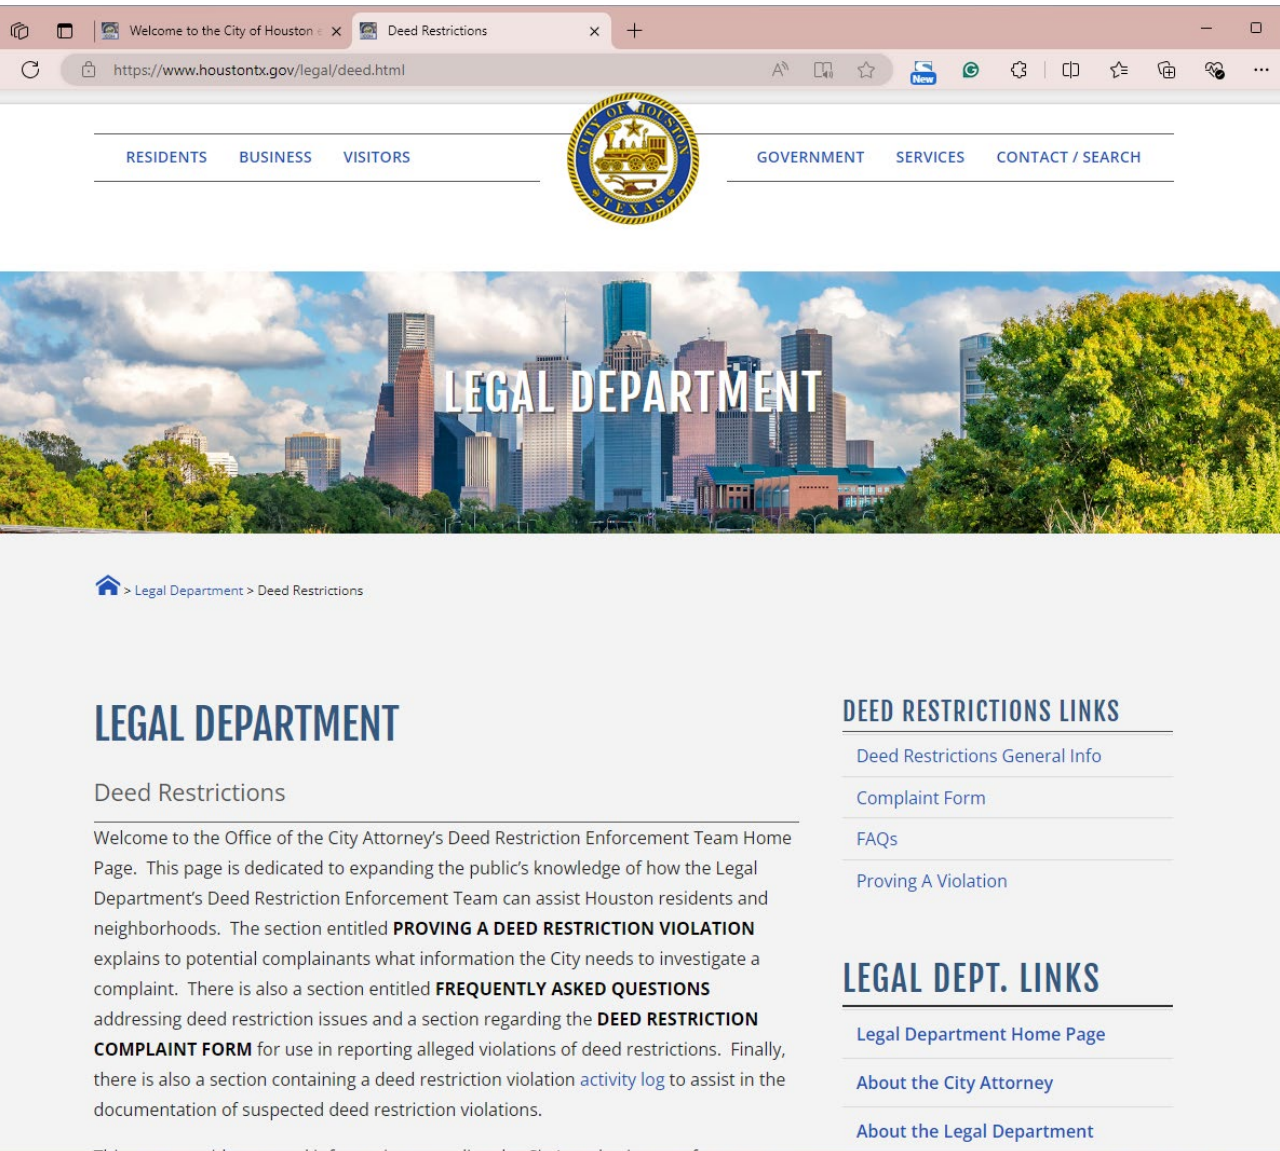 Welcome to the City of Houston
Deed Restrictions
https://www.houstontx.gov/legal/deed.html
New
RESIDENTS BUSINESS VISITORS
CITY OF HOUSTON
TEXAS
GOVERNMENT SERVICES CONTACT / SEARCH
LEGAL DEPARTMENT
> Legal Department > Deed Restrictions
LEGAL DEPARTMENT
Deed Restrictions
Welcome to the Office of the City Attorney’s Deed Restriction Enforcement Team Home
Page.  This page is dedicated to expanding the public’s knowledge of how the Legal
Department’s Deed Restriction Enforcement Team can assist Houston residents and
neighborhoods.  The section entitled PROVING A DEED RESTRICTION VIOLATION
explains to potential complainants what information the City needs to investigate a
complaint.  There is also a section entitled FREQUENTLY ASKED QUESTIONS
addressing deed restriction issues and a section regarding the DEED RESTRICTION
COMPLAINT FORM for use in reporting alleged violations of deed restrictions.  Finally,
there is also a section containing a deed restriction violation activity log to assist in the
documentation of suspected deed restriction violations.
DEED RESTRICTIONS LINKS
Deed Restrictions General Info
Complaint Form
FAQs
Proving A Violation
LEGAL DEPT. LINKS
Legal Department Home Page
About the City Attorney
About the Legal Department